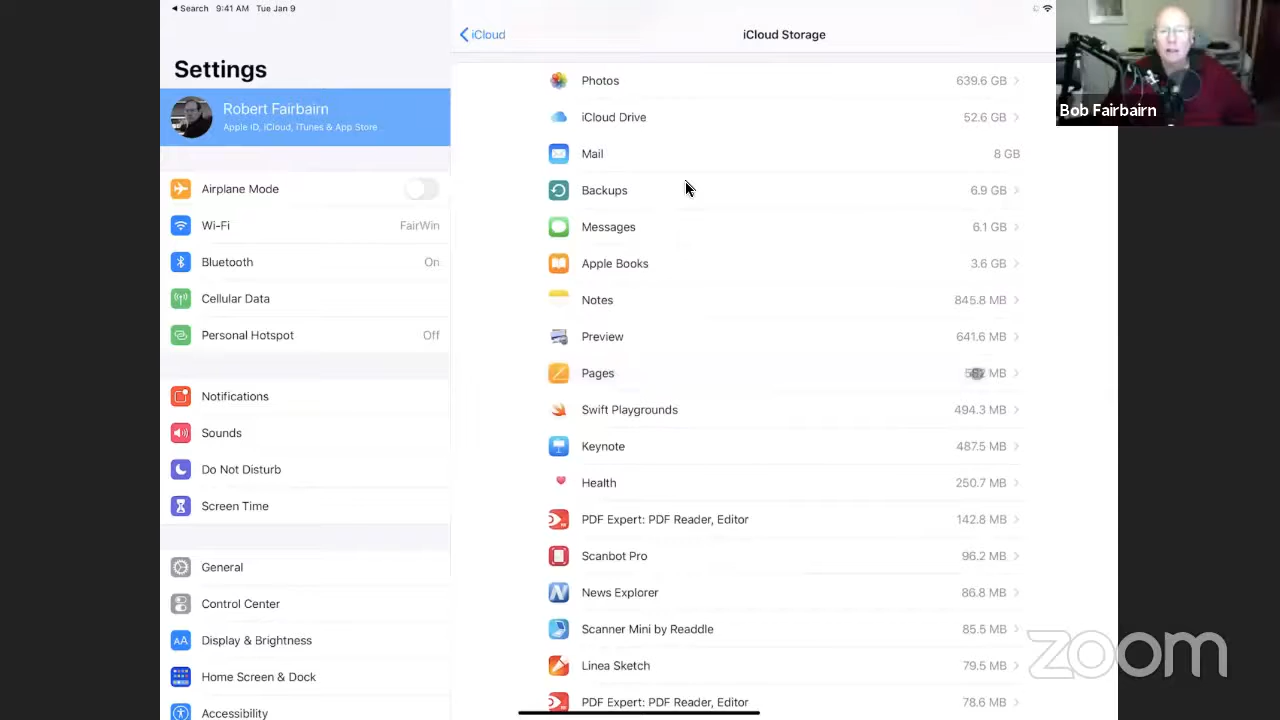 Search 9:41 AM Tue Jan 9
Settings
Robert Fairbairn
Apple ID, iCloud, iTunes & App Store
Airplane Mode
Wi-Fi FairWin
Bluetooth On
Cellular Data
Personal Hotspot Off
Notifications
Sounds
Do Not Disturb
Screen Time
General
Control Center
AA Display & Brightness
Home Screen & Dock
Accessibility
iCloud iCloud Storage
Photos 639.6 GB
iCloud Drive 52.6 GB
Mail 8 GB
Backups 6.9 GB
Messages 6.1 GB
Apple Books 3.6 GB
Notes 845.8 MB
Preview 641.6 MB
Pages MB
Swift Playgrounds 494.3 MB
Keynote 487.5 MB
Health 250.7 MB
PDF Expert: PDF Reader, Editor 142.8 MB
Scanbot Pro 96.2 MB
News Explorer 86.8 MB
Scanner Mini by Readdle 85.5 MB
Linea Sketch 79.5 MB
PDF Expert: PDF Reader, Editor 78.6 MB
Bob Fairbairn
zoom